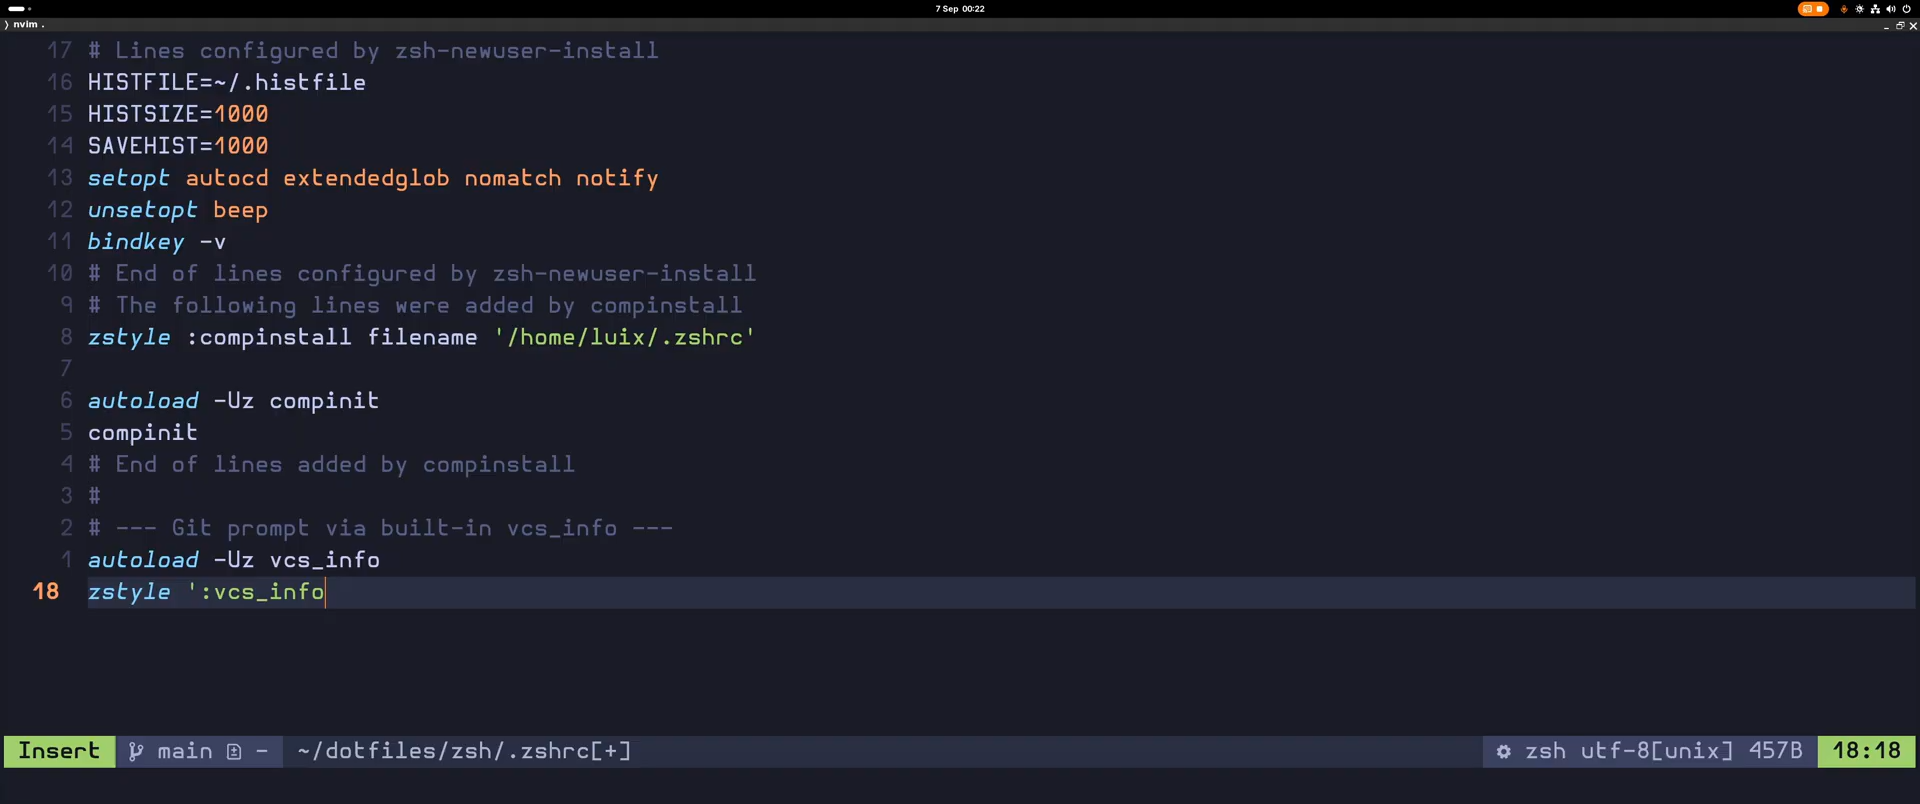 7 Sep 00:22
❭ nvim .
17 # Lines configured by zsh-newuser-install
16 HISTFILE=~/.histfile
15 HISTSIZE=1000
14 SAVEHIST=1000
13 setopt autocd extendedglob nomatch notify
12 unsetopt beep
11 bindkey -v
10 # End of lines configured by zsh-newuser-install
9 # The following lines were added by compinstall
8 zstyle :compinstall filename '/home/luix/.zshrc'
7
6 autoload -Uz compinit
5 compinit
4 # End of lines added by compinstall
3 #
2 # --- Git prompt via built-in vcs_info ---
1 autoload -Uz vcs_info
18 zstyle ':vcs_info
Insert main - ~/dotfiles/zsh/.zshrc[+] zsh utf-8[unix] 457B 18:18